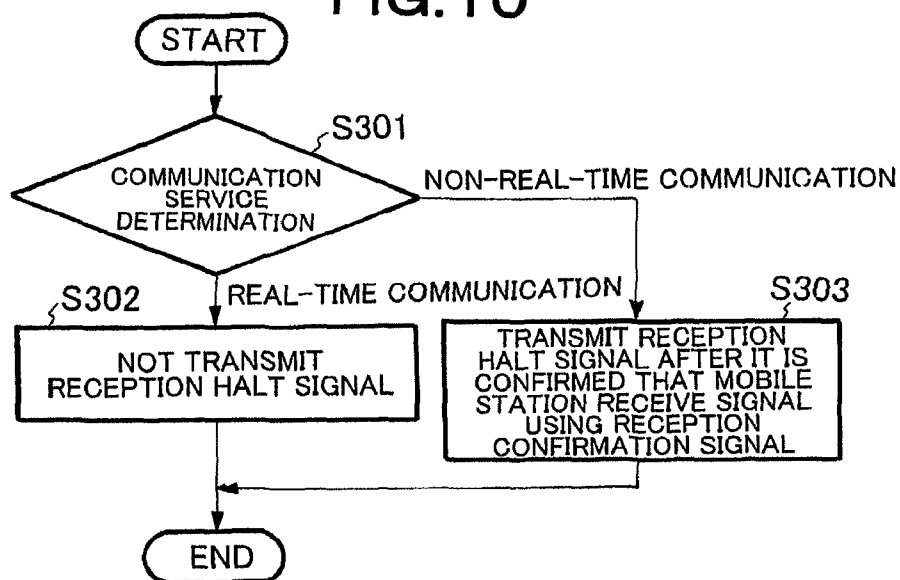 FIG.10
START
S301
COMMUNICATION
SERVICE
DETERMINATION
NON-REAL-TIME COMMUNICATION
REAL-TIME COMMUNICATION
S302
NOT TRANSMIT
RECEPTION HALT SIGNAL
S303
TRANSMIT RECEPTION
HALT SIGNAL AFTER IT IS
CONFIRMED THAT MOBILE
STATION RECEIVE SIGNAL
USING RECEPTION
CONFIRMATION SIGNAL
END